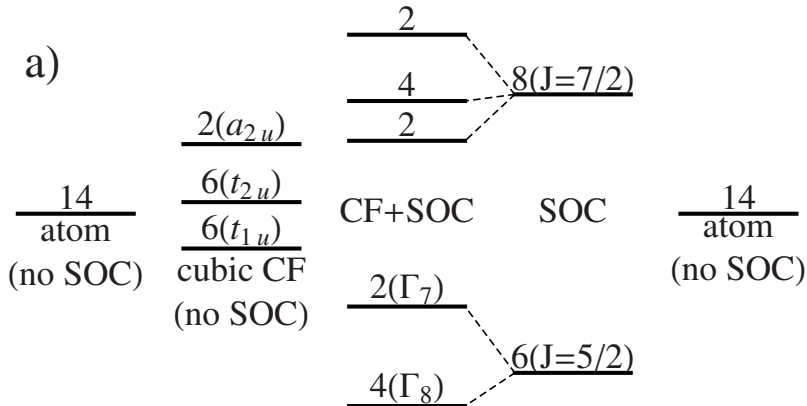 a)
14
atom
(no SOC)
2(a₂ᵤ)
6(t₂ᵤ)
6(t₁ᵤ)
cubic CF
(no SOC)
2
4
2
CF+SOC
2(Γ₇)
4(Γ₈)
8(J=7/2)
SOC
6(J=5/2)
14
atom
(no SOC)